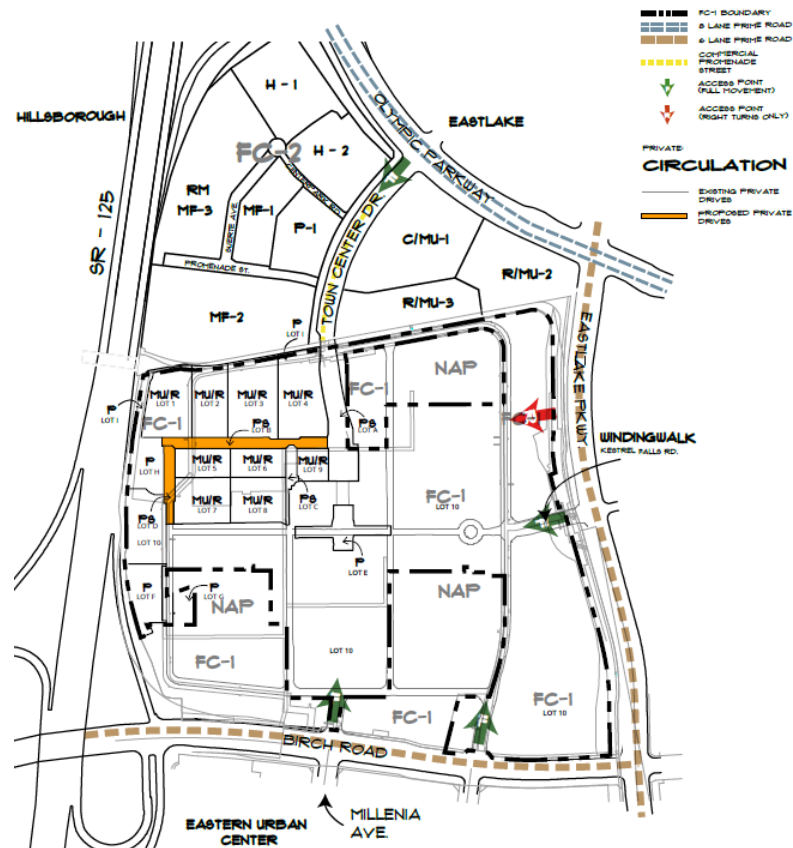 FC-1 BOUNDARY
8 LANE PRIME ROAD
6 LANE PRIME ROAD
COMMERCIAL
PROMENADE
STREET
ACCESS POINT
(FULL MOVEMENT)
ACCESS POINT
(RIGHT TURNS ONLY)
PRIVATE:
CIRCULATION
EXISTING PRIVATE
DRIVES
PROPOSED PRIVATE
DRIVES
HILLSBOROUGH
EASTLAKE
OLYMPIC PARKWAY
SR - 125
H - 1
FC-2
H - 2
RM
MF-3
MF-1
P-1
SUERTE AVE.
PROMENADE ST.
TOWN CENTER DR.
C/MU-1
R/MU-2
R/MU-3
MF-2
EASTLAKE PKWY
P
LOT I
NAP
FC-1
MU/R
LOT 1
MU/R
LOT 2
MU/R
LOT 3
MU/R
LOT 4
P
LOT I
FC-1
PS
LOT B
PS
LOT A
WINDINGWALK
KESTREL FALLS RD.
P
LOT H
MU/R
LOT 5
MU/R
LOT 6
MU/R
LOT 9
PS
LOT D
MU/R
LOT 7
MU/R
LOT 8
PS
LOT C
FC-1
LOT 10
LOT 10
P
LOT E
P
LOT F
P
LOT G
NAP
NAP
FC-1
LOT 10
FC-1
FC-1
LOT 10
BIRCH ROAD
MILLENIA
AVE.
EASTERN URBAN
CENTER